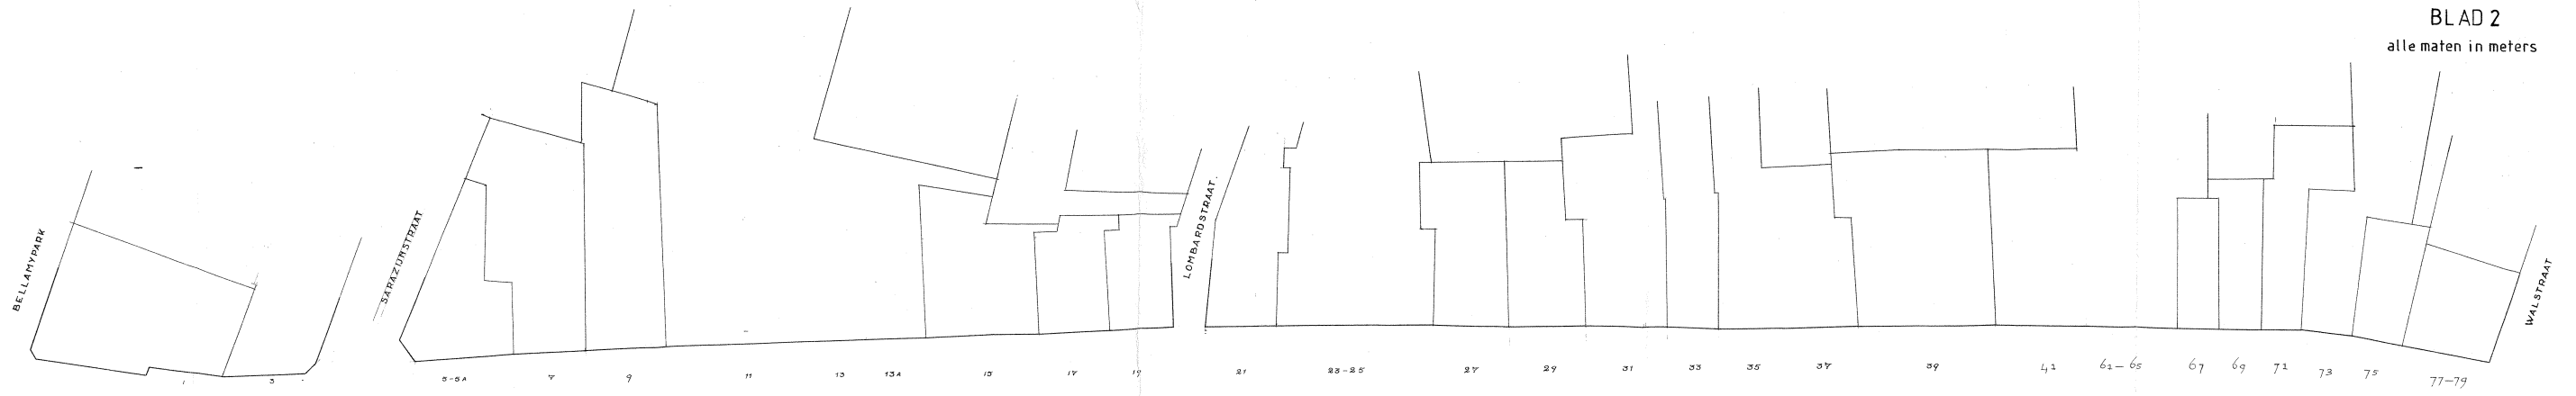 BLAD 2
alle maten in meters
BELLAMYPARK
SARAZIJNSTRAAT
LOMBARDSTRAAT.
WALSTRAAT
1 3 5-5A 7 9 11 13 13A 15 17 19 21 23-25 27 29 31 33 35 37 39 41 61-65 67 69 71 73 75 77-79